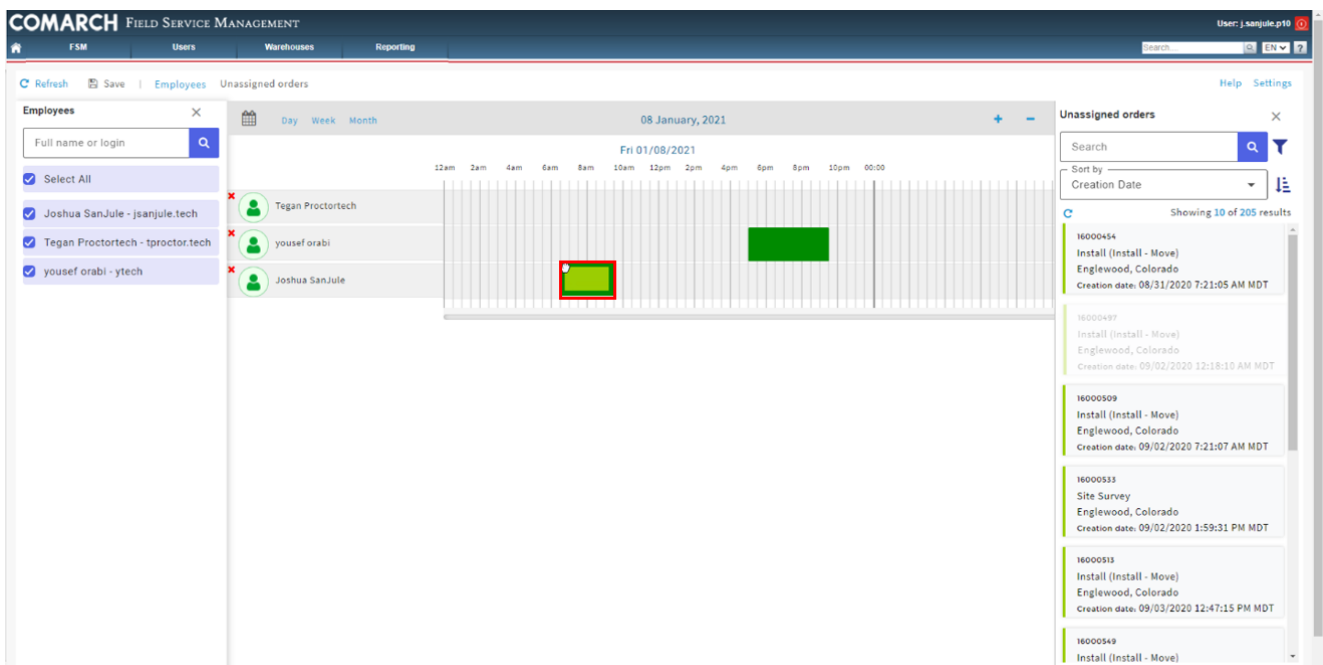 COMARCH FIELD SERVICE MANAGEMENT
User: j.sanjule.p10
FSM Users Warehouses Reporting
Search... EN ?
Refresh Save | Employees Unassigned orders
Help Settings
Employees
Full name or login
Select All
Joshua SanJule - jsanjule.tech
Tegan Proctortech - tproctor.tech
yousef orabi - ytech
Day Week Month
08 January, 2021
+ -
Fri 01/08/2021
12am 2am 4am 6am 8am 10am 12pm 2pm 4pm 6pm 8pm 10pm 00:00
Tegan Proctortech
yousef orabi
Joshua SanJule
Unassigned orders
Search
Sort by
Creation Date
Showing 10 of 205 results
16000454
Install (Install - Move)
Englewood, Colorado
Creation date: 08/31/2020 7:21:05 AM MDT
16000497
Install (Install - Move)
Englewood, Colorado
Creation date: 09/02/2020 12:18:10 AM MDT
16000509
Install (Install - Move)
Englewood, Colorado
Creation date: 09/02/2020 7:21:07 AM MDT
16000533
Site Survey
Englewood, Colorado
Creation date: 09/02/2020 1:59:31 PM MDT
16000513
Install (Install - Move)
Englewood, Colorado
Creation date: 09/03/2020 12:47:15 PM MDT
16000549
Install (Install - Move)